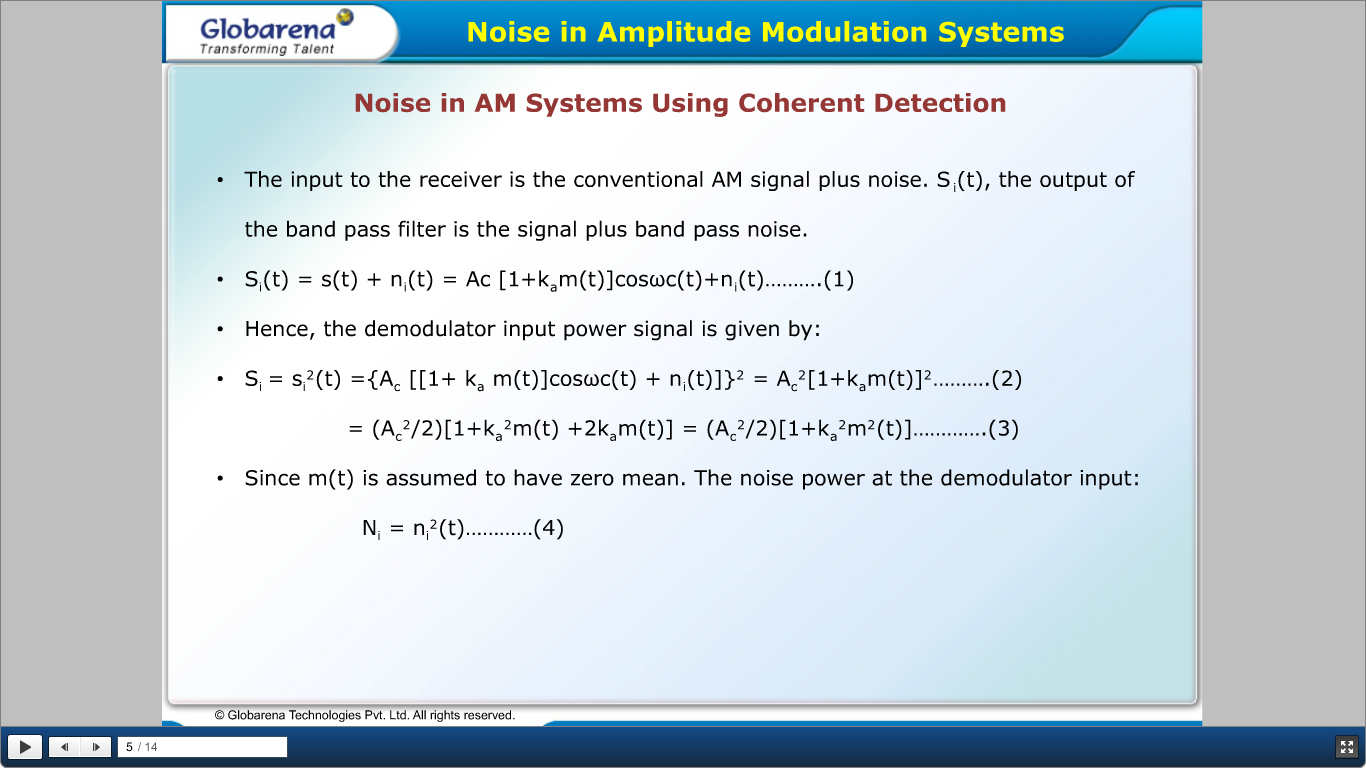 Globarena
Transforming Talent
Noise in Amplitude Modulation Systems
Noise in AM Systems Using Coherent Detection
• The input to the receiver is the conventional AM signal plus noise. Sᵢ(t), the output of
the band pass filter is the signal plus band pass noise.
• Sᵢ(t) = s(t) + nᵢ(t) = Ac [1+kₐm(t)]cosωc(t)+nᵢ(t)……….(1)
• Hence, the demodulator input power signal is given by:
• Sᵢ = sᵢ²(t) ={A_c [[1+ kₐ m(t)]cosωc(t) + nᵢ(t)]}² = A_c²[1+kₐm(t)]²……….(2)
= (A_c²/2)[1+kₐ²m(t) +2kₐm(t)] = (A_c²/2)[1+kₐ²m²(t)]………….(3)
• Since m(t) is assumed to have zero mean. The noise power at the demodulator input:
Nᵢ = nᵢ²(t)…………(4)
© Globarena Technologies Pvt. Ltd. All rights reserved.
5 / 14